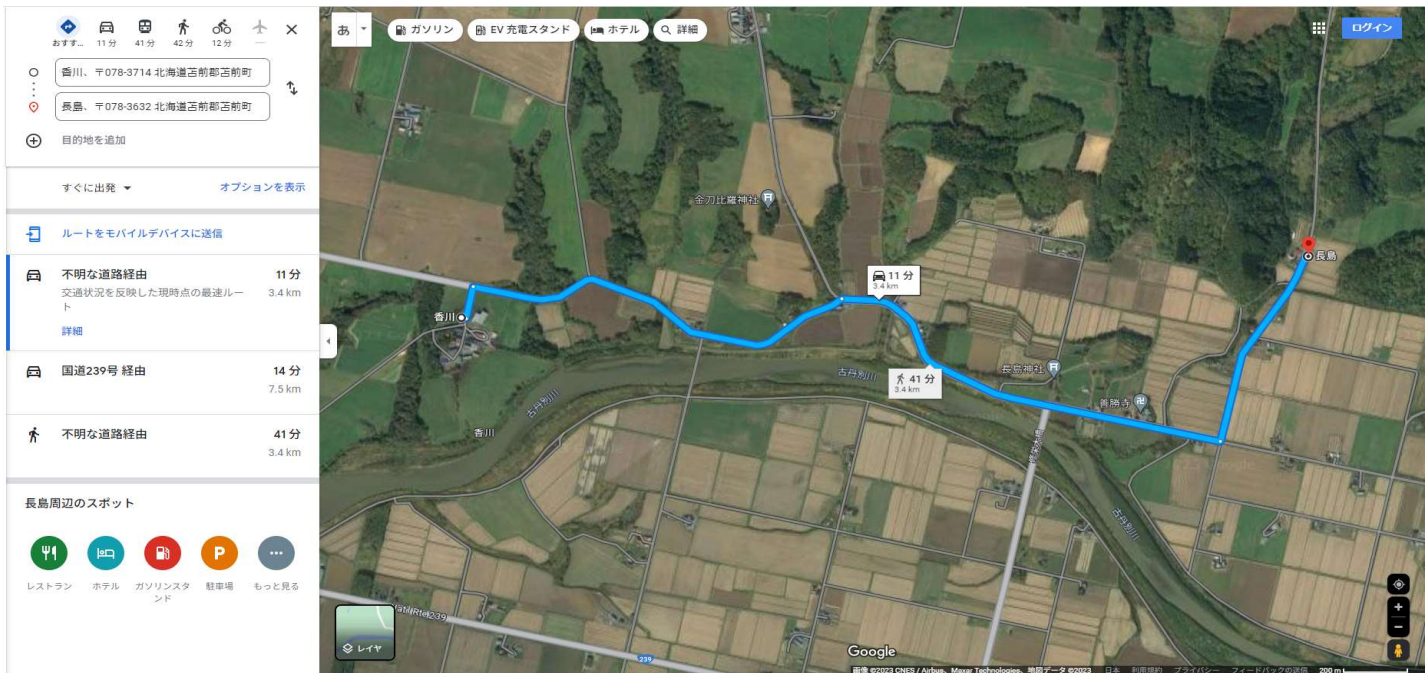 おすす...
11 分
41 分
42 分
12 分
香川、〒078-3714 北海道苫前郡苫前町
長島、〒078-3632 北海道苫前郡苫前町
目的地を追加
すぐに出発
オプションを表示
ルートをモバイルデバイスに送信
不明な道路経由 11 分
交通状況を反映した現時点の最速ルート 3.4 km
詳細
国道239号 経由 14 分
7.5 km
不明な道路経由 41 分
3.4 km
長島周辺のスポット
レストラン
ホテル
ガソリンスタンド
P
駐車場
もっと見る
あ
ガソリン
EV 充電スタンド
ホテル
詳細
ログイン
金刀比羅神社
11 分
3.4 km
長島
香川
41 分
3.4 km
古丹別川
長島神社
善勝寺
古丹別川
香川
古丹別川
Natl Rte 239
239
レイヤ
Google
画像 ©2023 CNES / Airbus、Maxar Technologies、地図データ ©2023
日本
利用規約
プライバシー
フィードバックの送信
200 m